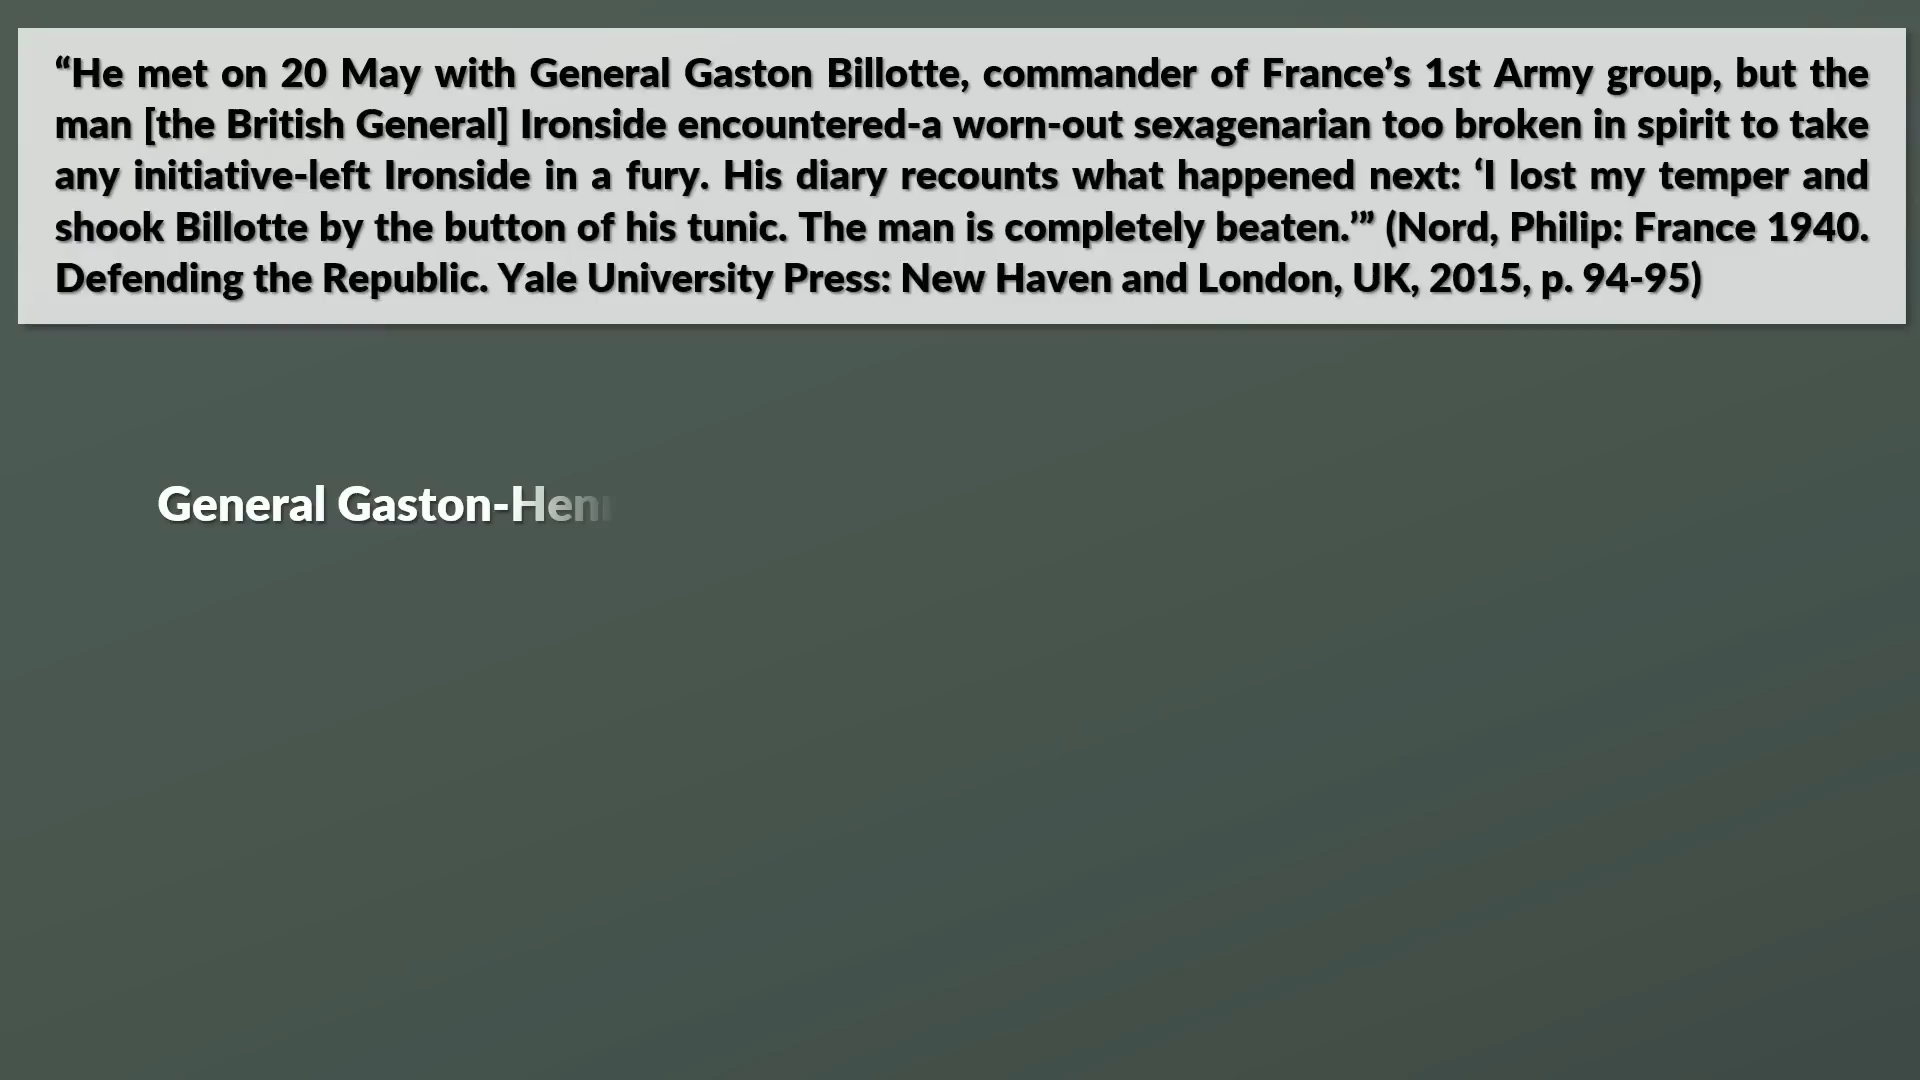 “He met on 20 May with General Gaston Billotte, commander of France’s 1st Army group, but the
man [the British General] Ironside encountered-a worn-out sexagenarian too broken in spirit to take
any initiative-left Ironside in a fury. His diary recounts what happened next: ‘I lost my temper and
shook Billotte by the button of his tunic. The man is completely beaten.’” (Nord, Philip: France 1940.
Defending the Republic. Yale University Press: New Haven and London, UK, 2015, p. 94-95)
General Gaston-Hen